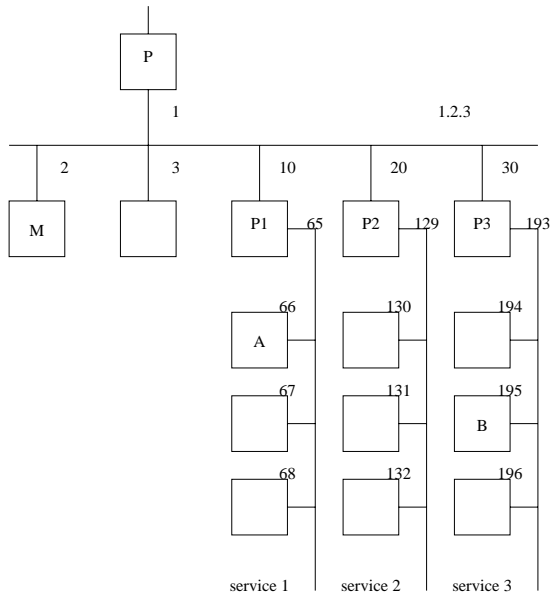 P
1 1.2.3
2 3 10 20 30
M P1 65 P2 129 P3 193
66 130 194
A
67 131 195
B
68 132 196
service 1 service 2 service 3